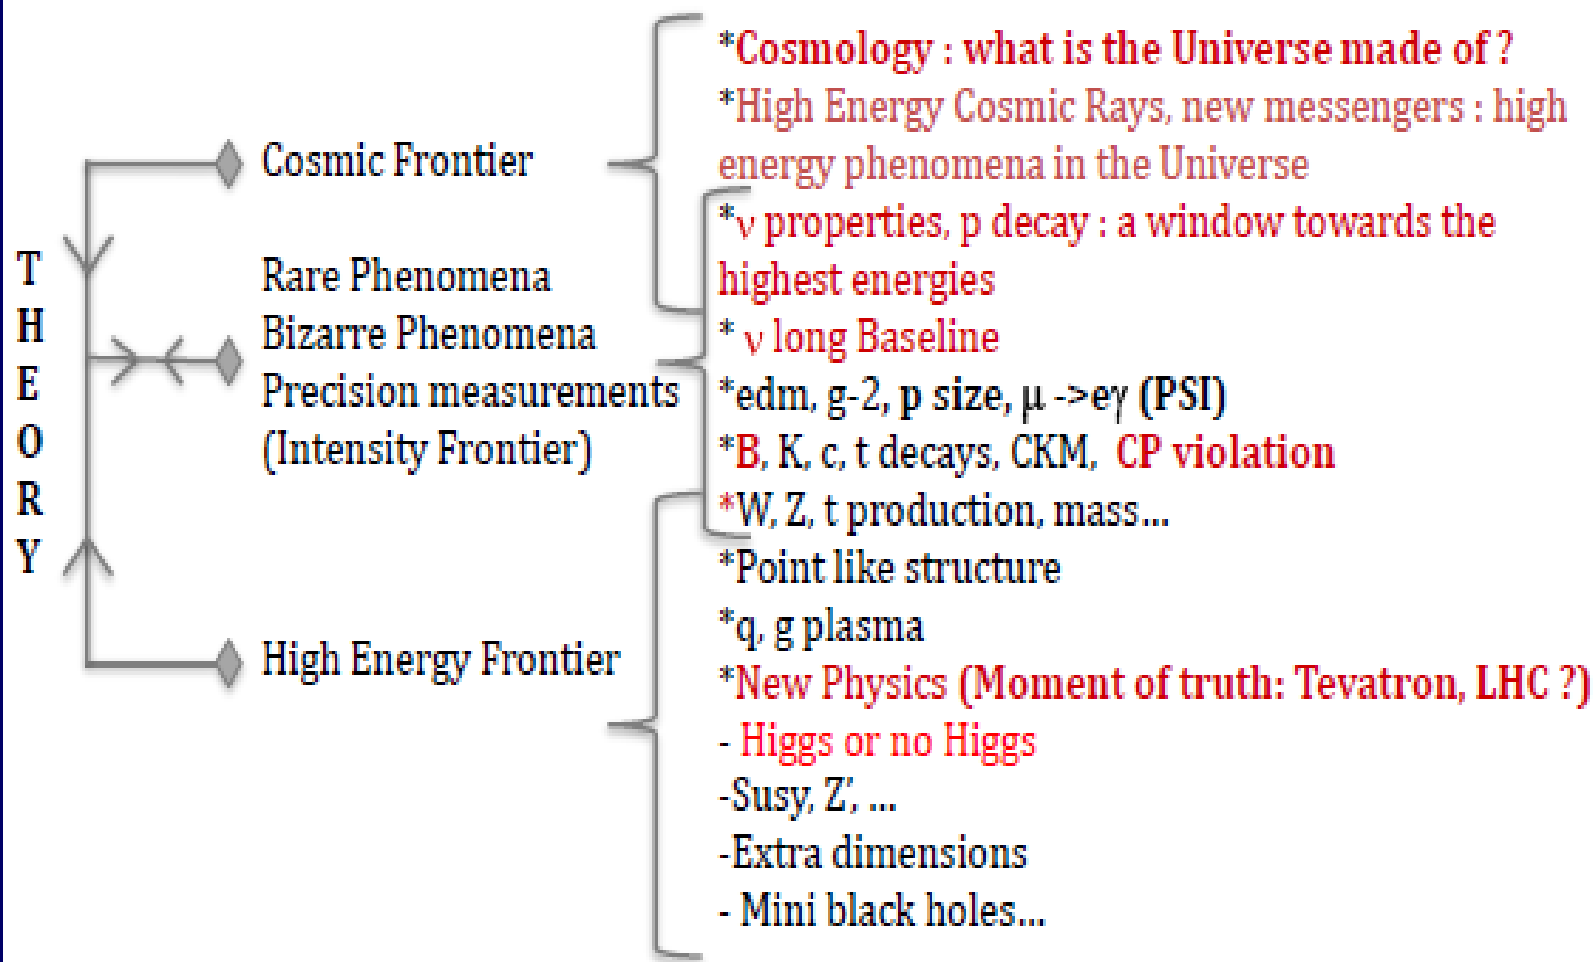 THEORY
Cosmic Frontier
Rare Phenomena
Bizarre Phenomena
Precision measurements
(Intensity Frontier)
High Energy Frontier
*Cosmology : what is the Universe made of ?
*High Energy Cosmic Rays, new messengers : high
energy phenomena in the Universe
*ν properties, p decay : a window towards the
highest energies
* ν long Baseline
*edm, g-2, p size, μ ->eγ (PSI)
*B, K, c, t decays, CKM, CP violation
*W, Z, t production, mass...
*Point like structure
*q, g plasma
*New Physics (Moment of truth: Tevatron, LHC ?)
- Higgs or no Higgs
-Susy, Z', ...
-Extra dimensions
- Mini black holes...